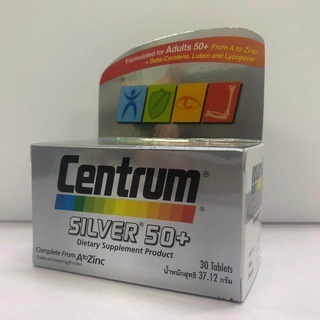 Formulated for Adults 50+ From A to Zinc
+ Beta-Carotene, Lutein and Lycopene
Centrum®
SILVER® 50+
Dietary Supplement Product
Complete From A to Zinc
30 Tablets
น้ำหนักสุทธิ 37.12 กรัม